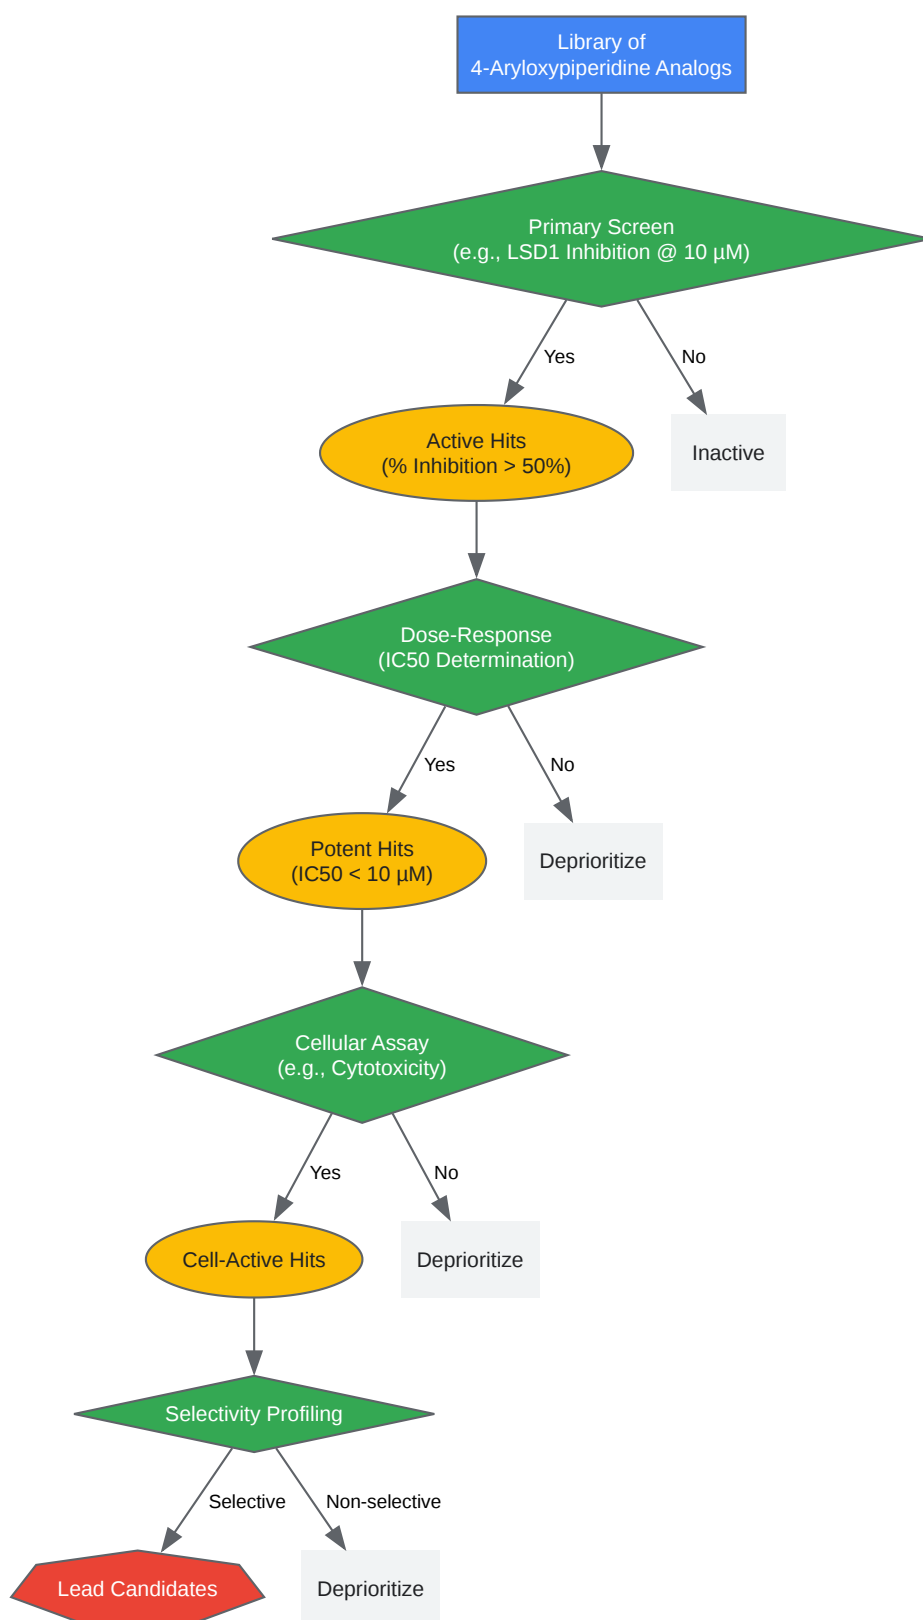 Library of
4-Aryloxypiperidine Analogs
Primary Screen
(e.g., LSD1 Inhibition @ 10 µM)
Yes
No
Active Hits
(% Inhibition > 50%)
Inactive
Dose-Response
(IC50 Determination)
Yes
No
Potent Hits
(IC50 < 10 µM)
Deprioritize
Cellular Assay
(e.g., Cytotoxicity)
Yes
No
Cell-Active Hits
Deprioritize
Selectivity Profiling
Selective
Non-selective
Lead Candidates
Deprioritize